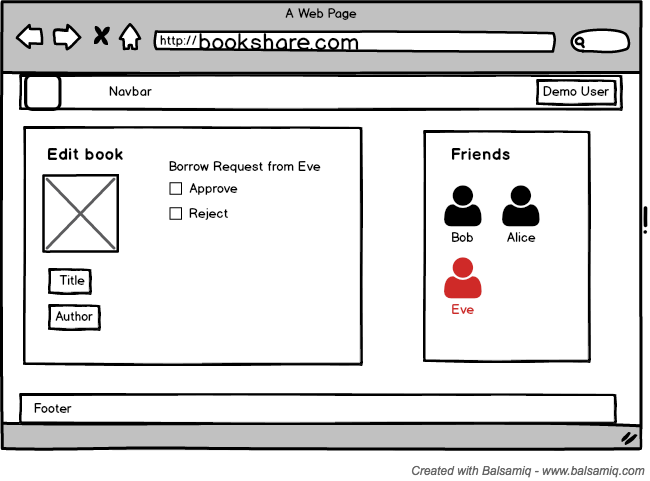 A Web Page
http:// bookshare.com
Navbar
Demo User
Edit book
Borrow Request from Eve
Approve
Reject
Title
Author
Friends
Bob
Alice
Eve
!
Footer
Created with Balsamiq - www.balsamiq.com